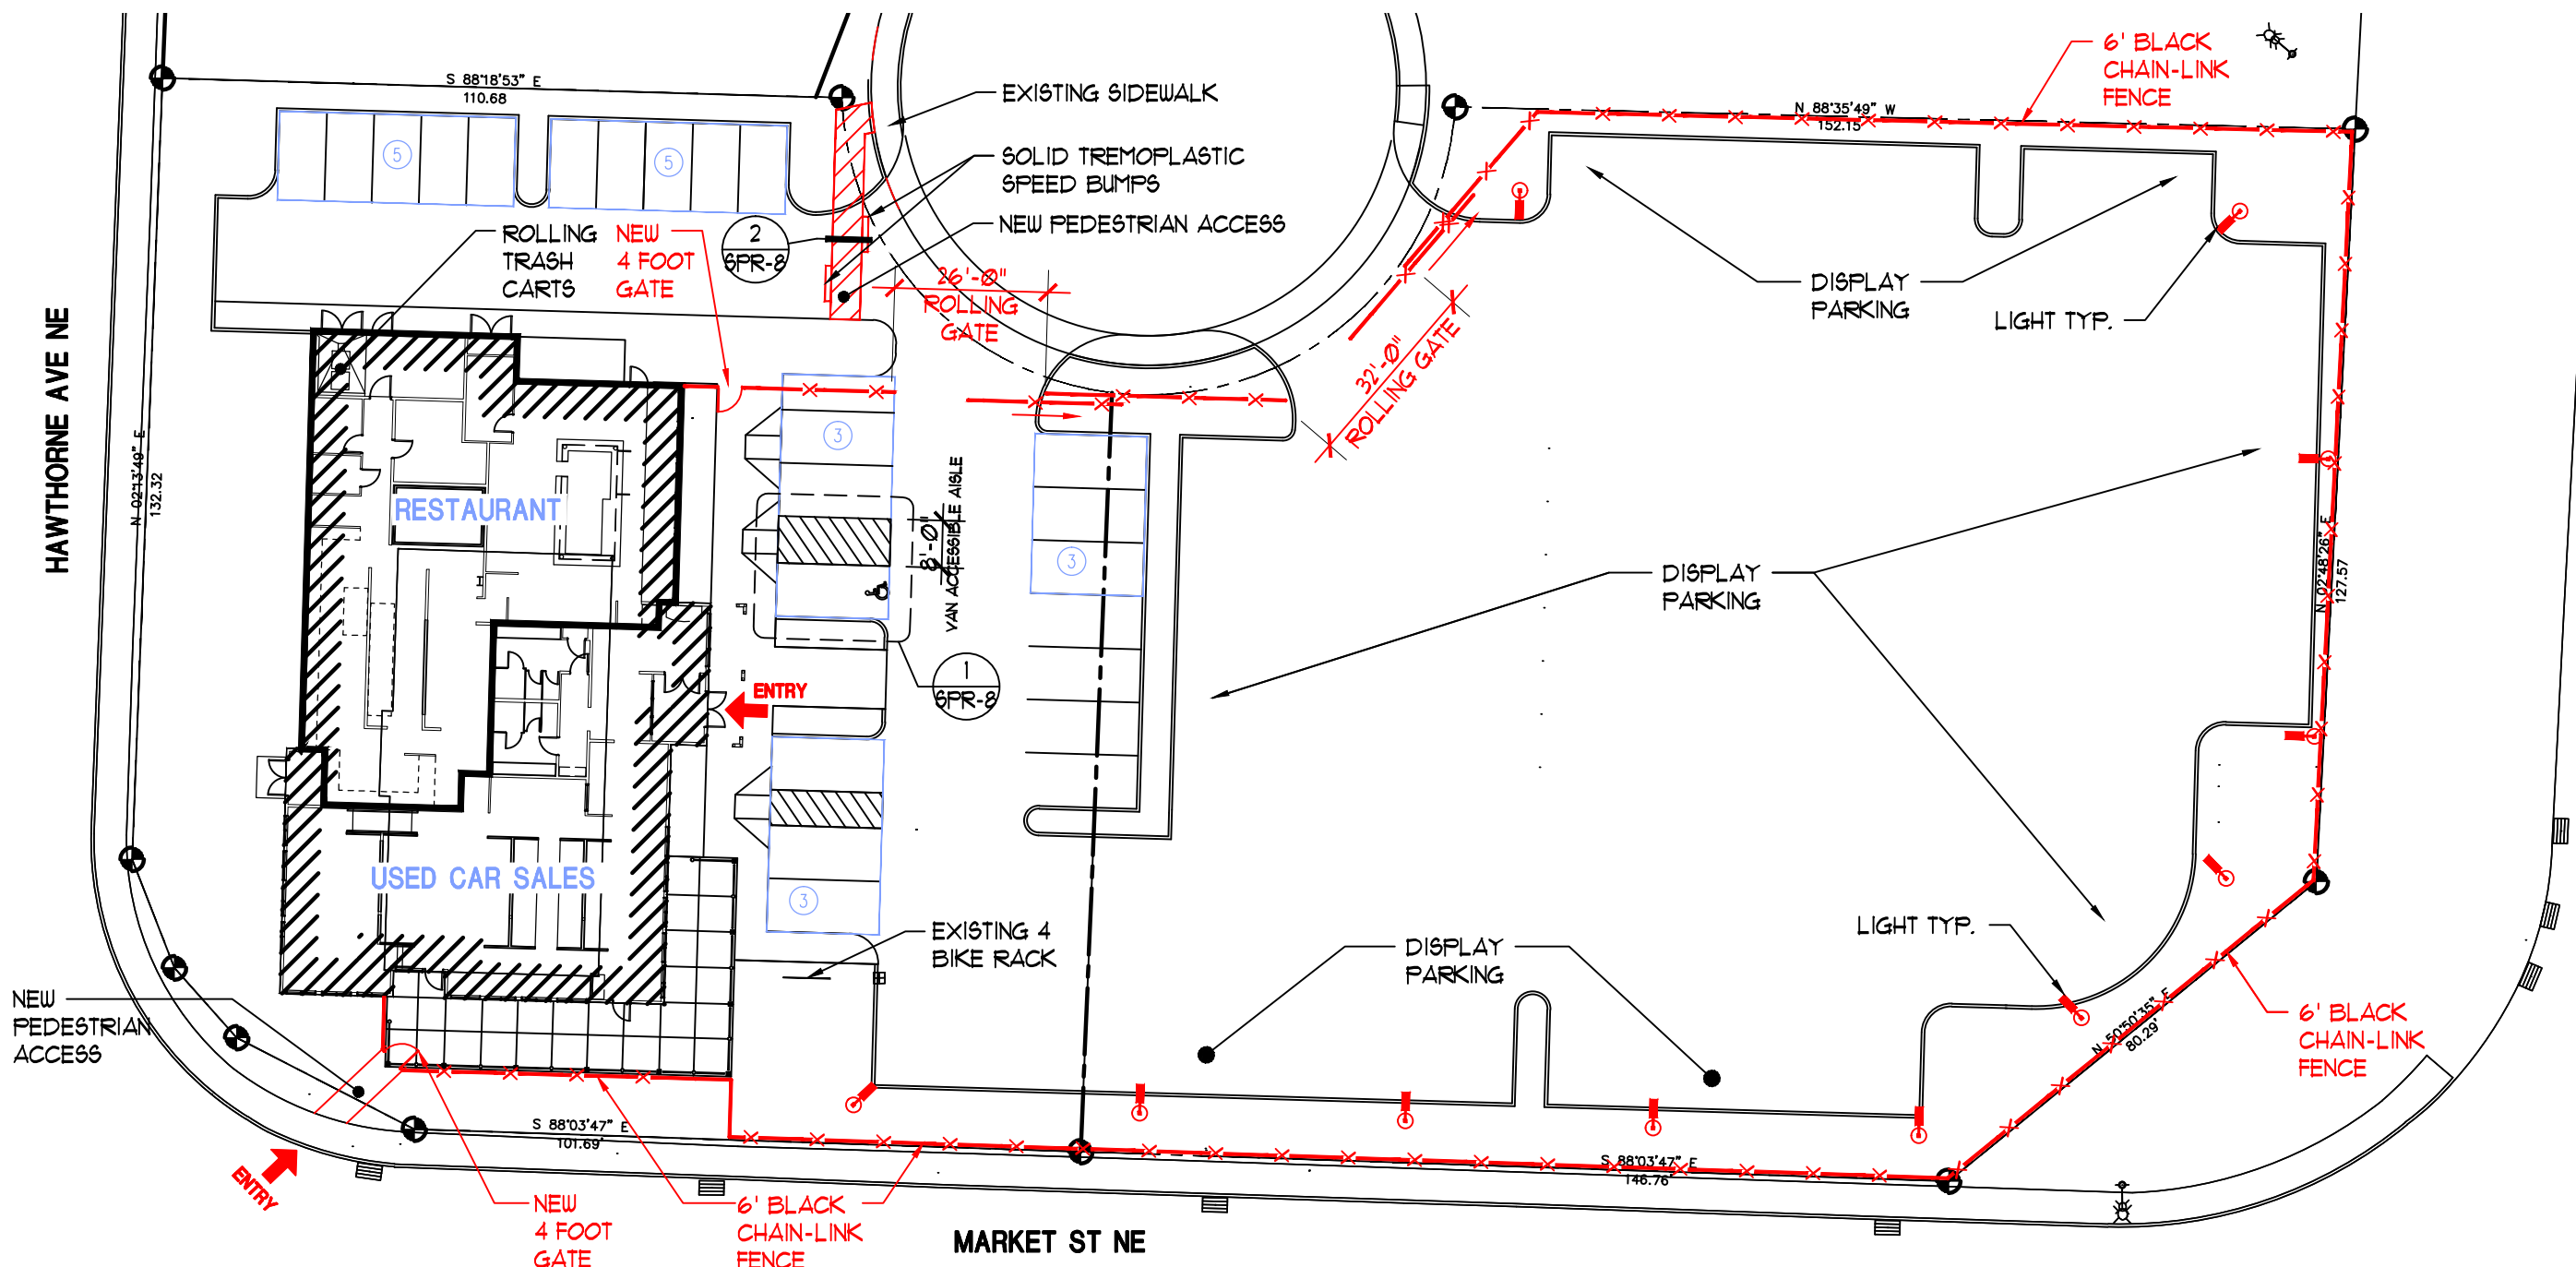 S 88°18'53" E
110.68
EXISTING SIDEWALK
SOLID TREMOPLASTIC
SPEED BUMPS
NEW PEDESTRIAN ACCESS
N 88°35'49" W
152.15
6' BLACK
CHAIN-LINK
FENCE
5
5
2
SPR-8
ROLLING
TRASH
CARTS
NEW
4 FOOT
GATE
26'-0"
ROLLING
GATE
32'-0"
ROLLING GATE
DISPLAY
PARKING
LIGHT TYP.
HAWTHORNE AVE NE
N 02°13'49" E
132.32
3
RESTAURANT
8'-0"
VAN ACCESSIBLE AISLE
3
DISPLAY
PARKING
N 02°48'26" E
127.57
1
SPR-8
ENTRY
USED CAR SALES
3
EXISTING 4
BIKE RACK
DISPLAY
PARKING
LIGHT TYP.
N 50°50'35" E
80.29'
6' BLACK
CHAIN-LINK
FENCE
NEW
PEDESTRIAN
ACCESS
S 88°03'47" E
101.69'
S 88°03'47" E
146.76'
ENTRY
NEW
4 FOOT
GATE
6' BLACK
CHAIN-LINK
FENCE
MARKET ST NE